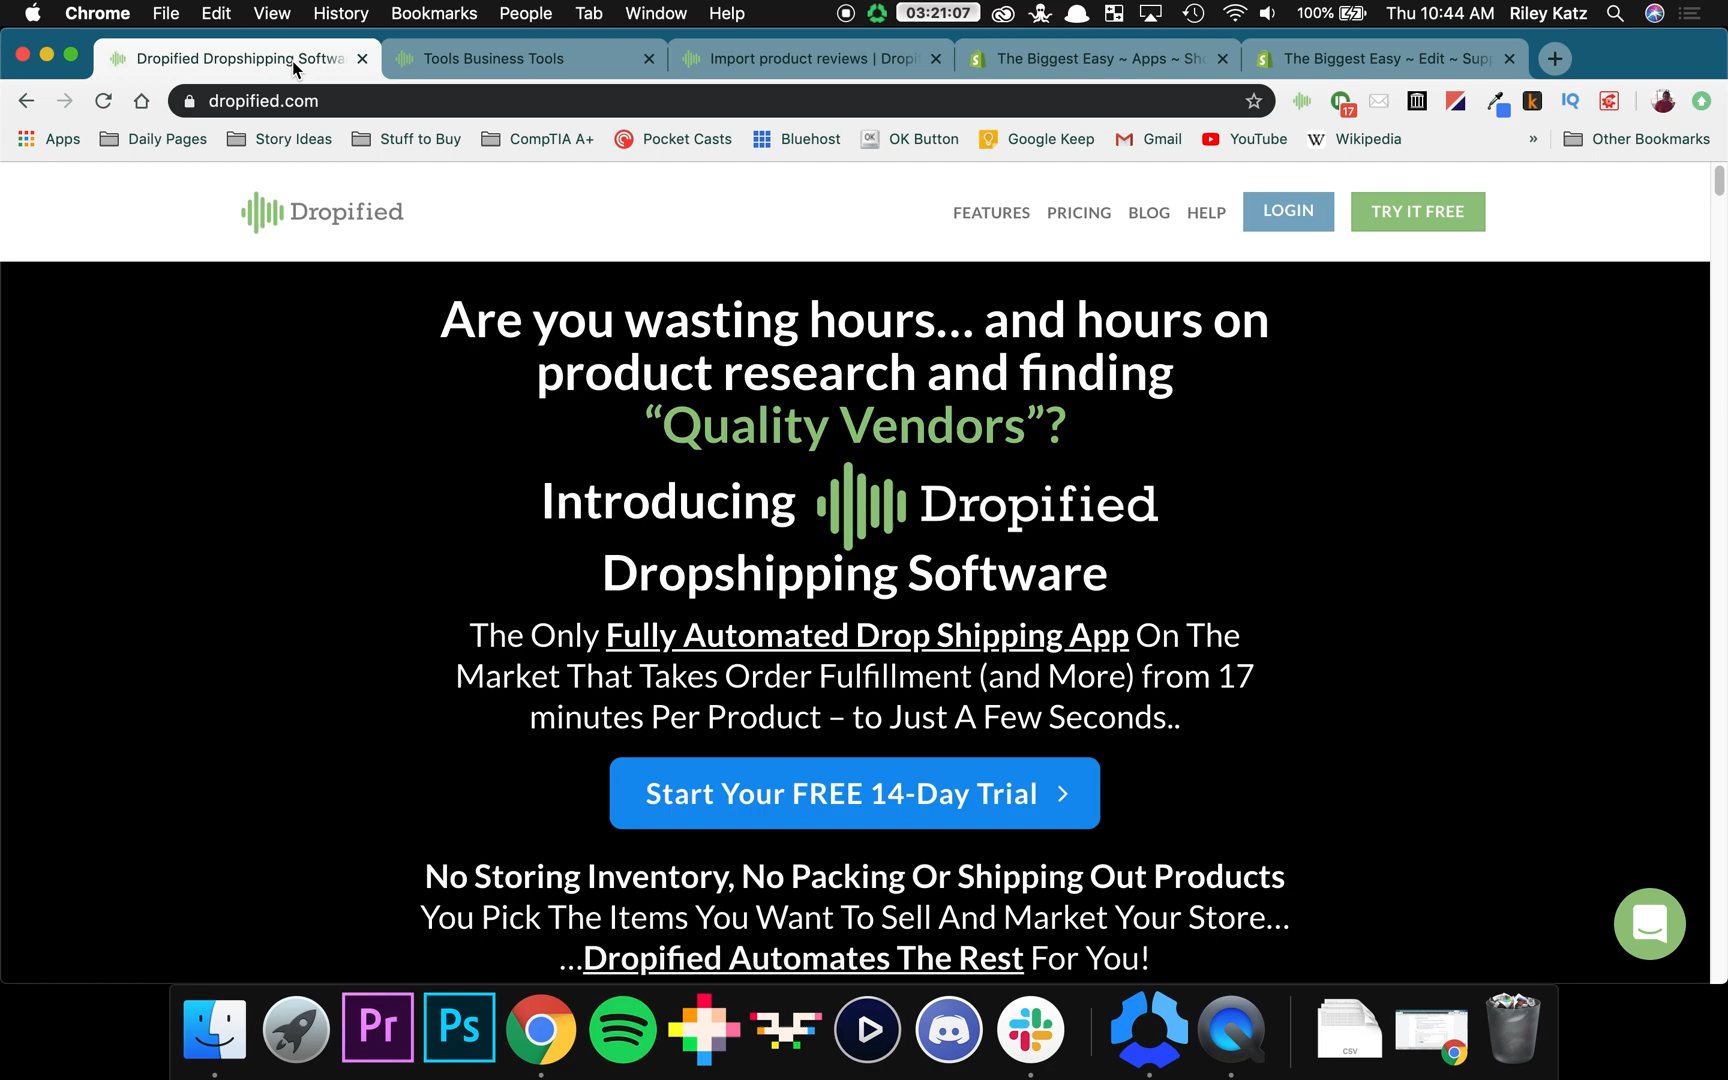 Chrome File Edit View History Bookmarks People Tab Window Help 03:21:07 100% Thu 10:44 AM Riley Katz
Dropified Dropshipping Softwa Tools Business Tools Import product reviews | Dropi The Biggest Easy ~ Apps ~ Sh The Biggest Easy ~ Edit ~ Sup
dropified.com 17 k IQ
Apps Daily Pages Story Ideas Stuff to Buy CompTIA A+ Pocket Casts Bluehost OK OK Button Google Keep Gmail YouTube W Wikipedia » Other Bookmarks
Dropified FEATURES PRICING BLOG HELP LOGIN TRY IT FREE
Are you wasting hours... and hours on
product research and finding
“Quality Vendors”?
Introducing Dropified
Dropshipping Software
The Only Fully Automated Drop Shipping App On The
Market That Takes Order Fulfillment (and More) from 17
minutes Per Product – to Just A Few Seconds..
Start Your FREE 14-Day Trial >
No Storing Inventory, No Packing Or Shipping Out Products
You Pick The Items You Want To Sell And Market Your Store...
...Dropified Automates The Rest For You!
Pr Ps CSV